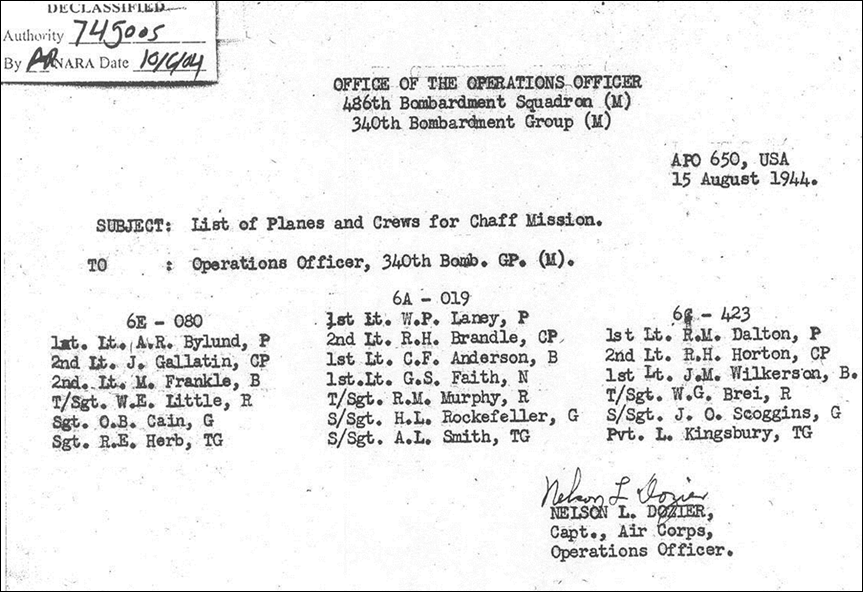 DECLASSIFIED
Authority 745005
By NARA Date 10/6/04
OFFICE OF THE OPERATIONS OFFICER
486th Bombardment Squadron (M)
340th Bombardment Group (M)
APO 650, USA
15 August 1944.
SUBJECT: List of Planes and Crews for Chaff Mission.
TO : Operations Officer, 340th Bomb. GP. (M).
6E - 080
1st. Lt. A.R. Bylund, P
2nd Lt. J. Gallatin, CP
2nd. Lt. M. Frankle, B
T/Sgt. W.E. Little, R
Sgt. O.B. Cain, G
Sgt. R.E. Herb, TG
6A - 019
1st Lt. W.P. Laney, P
2nd Lt. R.H. Brandle, CP
1st Lt. C.F. Anderson, B
1st.Lt. G.S. Faith, N
T/Sgt. R.M. Murphy, R
S/Sgt. H.L. Rockefeller, G
S/Sgt. A.L. Smith, TG
- 423
1st Lt. R.M. Dalton, P
2nd Lt. R.H. Horton, CP
1st Lt. J.M. Wilkerson, B.
T/Sgt. W.G. Brei, R
S/Sgt. J. O. Scoggins, G
Pvt. L. Kingsbury, TG
Nelson L Dozier
NELSON L. DOZIER,
Capt., Air Corps,
Operations Officer.